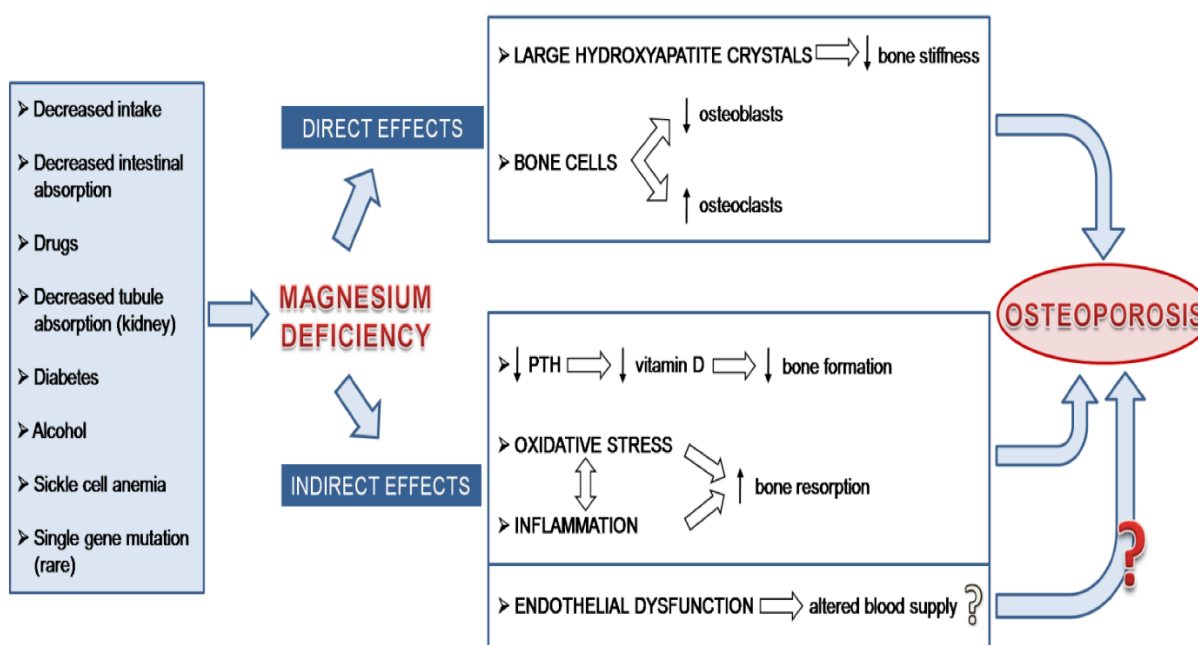 ➢ Decreased intake
➢ Decreased intestinal
absorption
➢ Drugs
➢ Decreased tubule
absorption (kidney)
➢ Diabetes
➢ Alcohol
➢ Sickle cell anemia
➢ Single gene mutation
(rare)
MAGNESIUM
DEFICIENCY
DIRECT EFFECTS
➢ LARGE HYDROXYAPATITE CRYSTALS ⇨ ↓ bone stiffness
➢ BONE CELLS
↓ osteoblasts
↑ osteoclasts
INDIRECT EFFECTS
➢ ↓ PTH ⇨ ↓ vitamin D ⇨ ↓ bone formation
➢ OXIDATIVE STRESS
➢ INFLAMMATION
↑ bone resorption
➢ ENDOTHELIAL DYSFUNCTION ⇨ altered blood supply ?
OSTEOPOROSIS
?